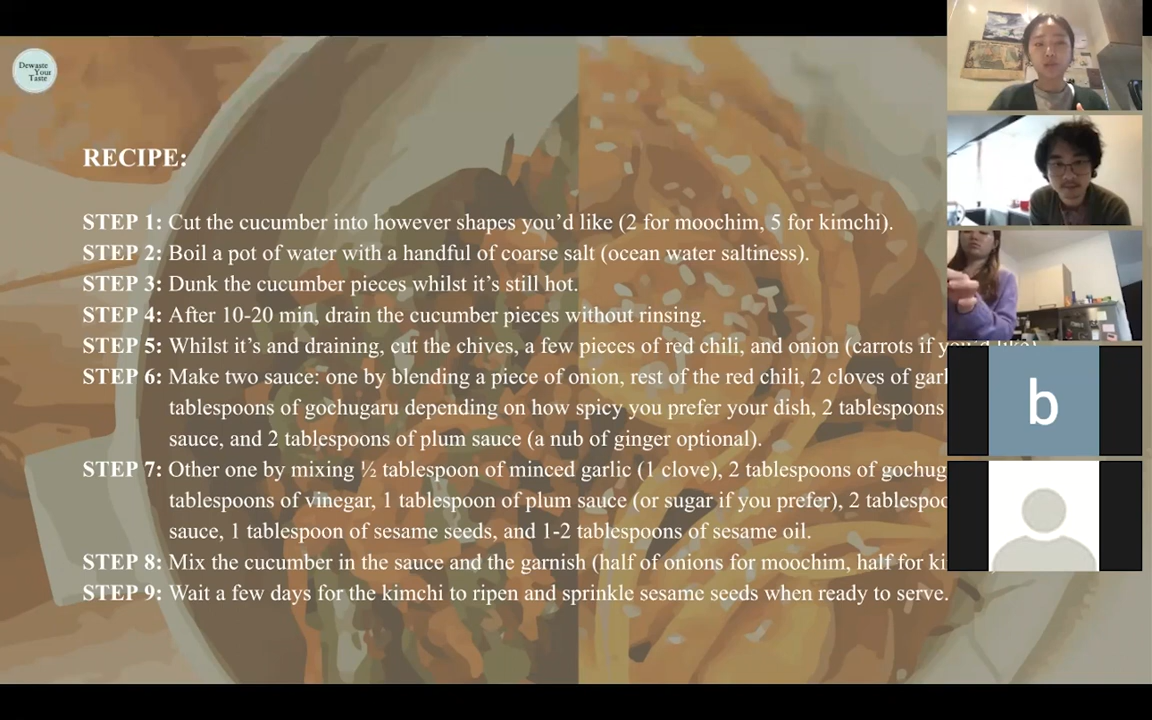 Dewaste
Your
Taste
RECIPE:
STEP 1: Cut the cucumber into however shapes you’d like (2 for moochim, 5 for kimchi).
STEP 2: Boil a pot of water with a handful of coarse salt (ocean water saltiness).
STEP 3: Dunk the cucumber pieces whilst it’s still hot.
STEP 4: After 10-20 min, drain the cucumber pieces without rinsing.
STEP 5: Whilst it’s and draining, cut the chives, a few pieces of red chili, and onion (carrots if you’d like)
STEP 6: Make two sauce: one by blending a piece of onion, rest of the red chili, 2 cloves of
tablespoons of gochugaru depending on how spicy you prefer your dish, 2 tablespoons
sauce, and 2 tablespoons of plum sauce (a nub of ginger optional).
STEP 7: Other one by mixing ½ tablespoon of minced garlic (1 clove), 2 tablespoons of
tablespoons of vinegar, 1 tablespoon of plum sauce (or sugar if you prefer), 2
sauce, 1 tablespoon of sesame seeds, and 1-2 tablespoons of sesame oil.
STEP 8: Mix the cucumber in the sauce and the garnish (half of onions for moochim, half for
STEP 9: Wait a few days for the kimchi to ripen and sprinkle sesame seeds when ready to serve.
b